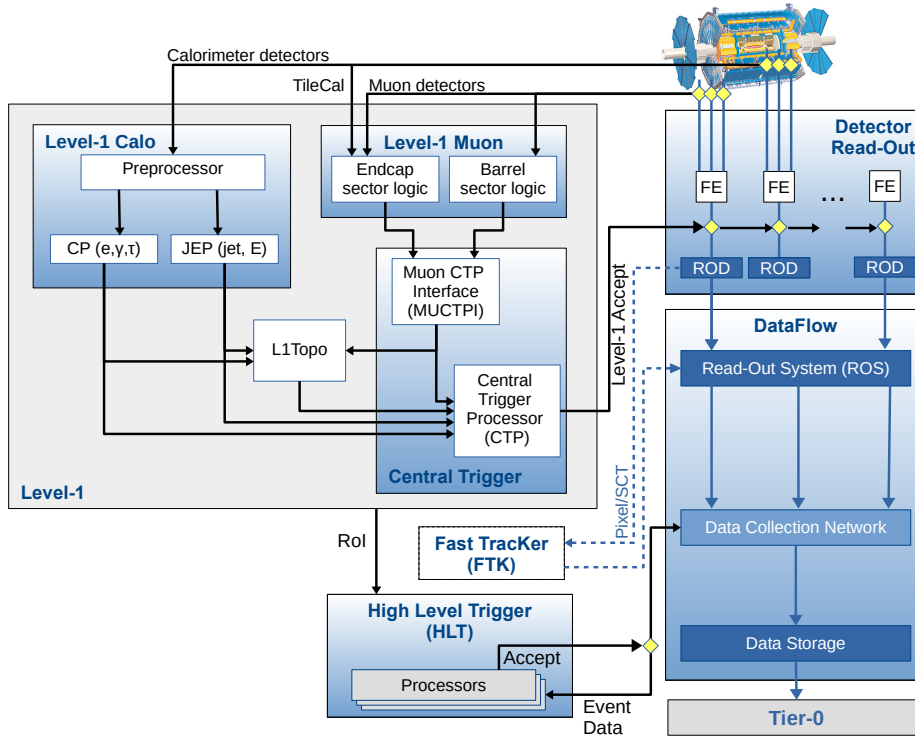 Calorimeter detectors
TileCal
Muon detectors
Level-1 Calo
Preprocessor
CP (e,γ,τ)
JEP (jet, E)
Level-1 Muon
Endcap
sector logic
Barrel
sector logic
Muon CTP
Interface
(MUCTPI)
L1Topo
Central
Trigger
Processor
(CTP)
Central Trigger
Level-1
Level-1 Accept
Detector
Read-Out
FE
FE
FE
...
ROD
ROD
ROD
DataFlow
Read-Out System (ROS)
Pixel/SCT
Data Collection Network
Data Storage
Tier-0
RoI
Fast TracKer
(FTK)
High Level Trigger
(HLT)
Accept
Processors
Event
Data